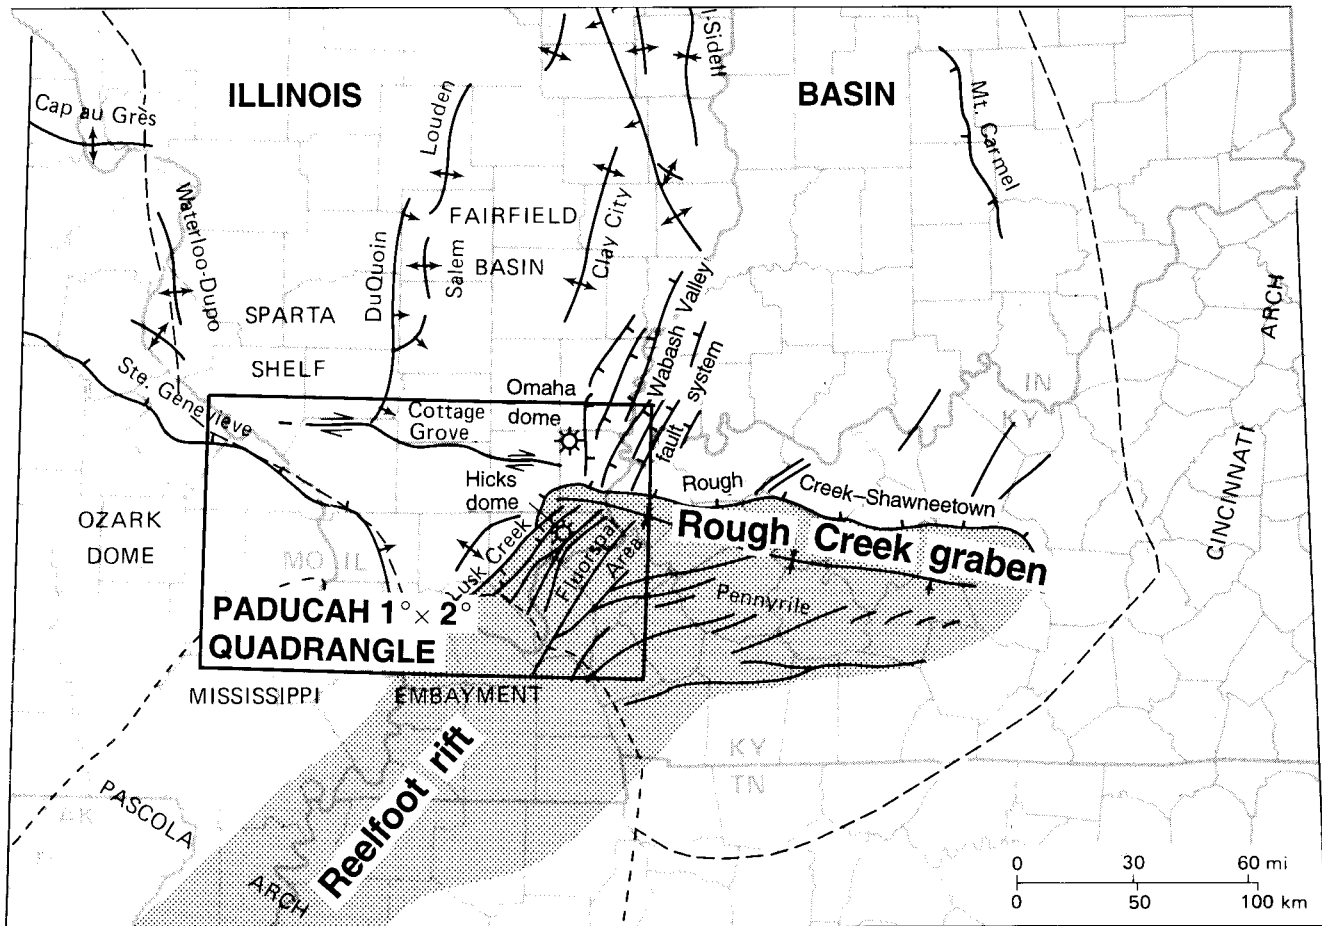 ILLINOIS
BASIN
Cap au Grès
Louden
Mt. Carmel
Waterloo-Dupo
FAIRFIELD
BASIN
Clay City
DuQuoin
Salem
SPARTA
SHELF
Wabash Valley
fault system
ARCH
CINCINNATI
Ste. Genevieve
Omaha
dome
Cottage
Grove
IN
KY
Hicks
dome
Rough
Creek–Shawneetown
OZARK
DOME
MO
IL
Lusk Creek
Fluorspar
Area
Rough Creek graben
Pennyrile
PADUCAH 1° × 2°
QUADRANGLE
MISSISSIPPI
EMBAYMENT
Reelfoot rift
KY
TN
PASCOLA
ARCH
0 30 60 mi
0 50 100 km